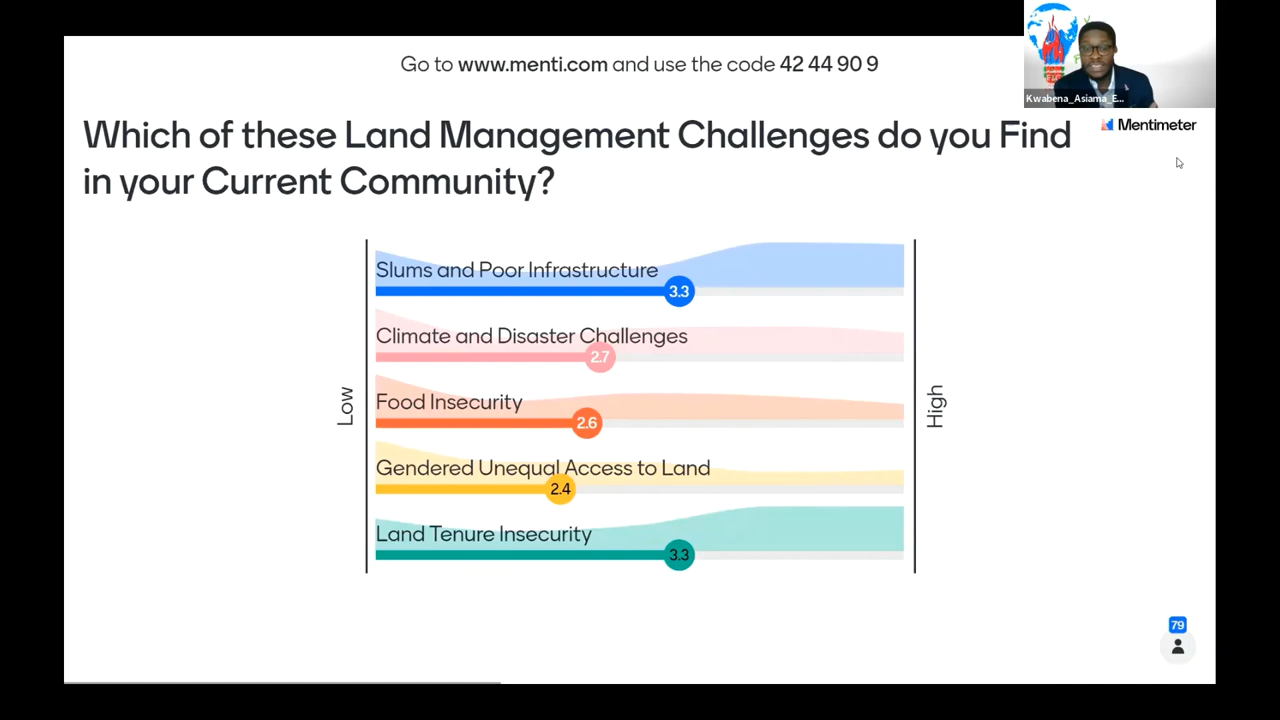 Go to www.menti.com and use the code 42 44 90 9
Kwabena_Asiama_E...
Mentimeter
Which of these Land Management Challenges do you Find
in your Current Community?
Slums and Poor Infrastructure
3.3
Climate and Disaster Challenges
2.7
Low
High
Food Insecurity
2.6
Gendered Unequal Access to Land
2.4
Land Tenure Insecurity
3.3
79